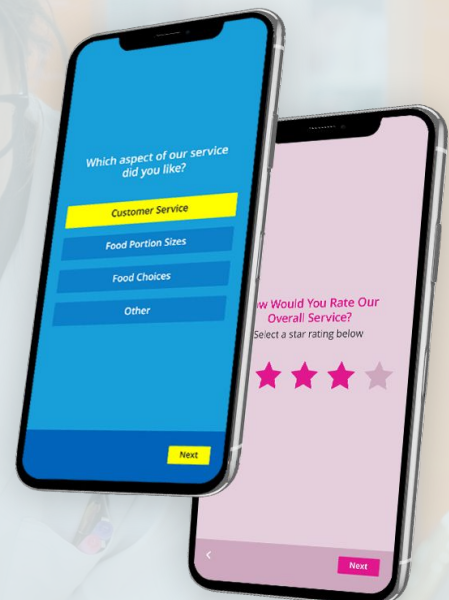 Which aspect of our service
did you like?
Customer Service
Food Portion Sizes
Food Choices
Other
Next
Would You Rate Our
Overall Service?
Select a star rating below
Next